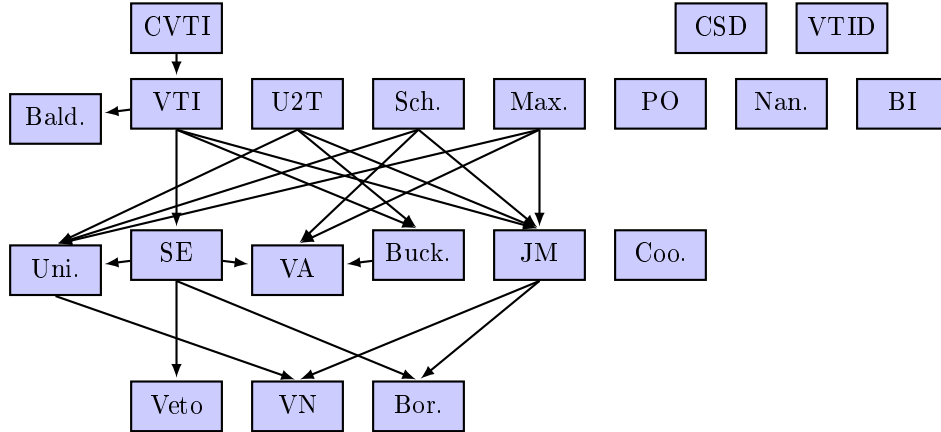 CVTI
CSD
VTID
Bald.
VTI
U2T
Sch.
Max.
PO
Nan.
BI
Uni.
SE
VA
Buck.
JM
Coo.
Veto
VN
Bor.